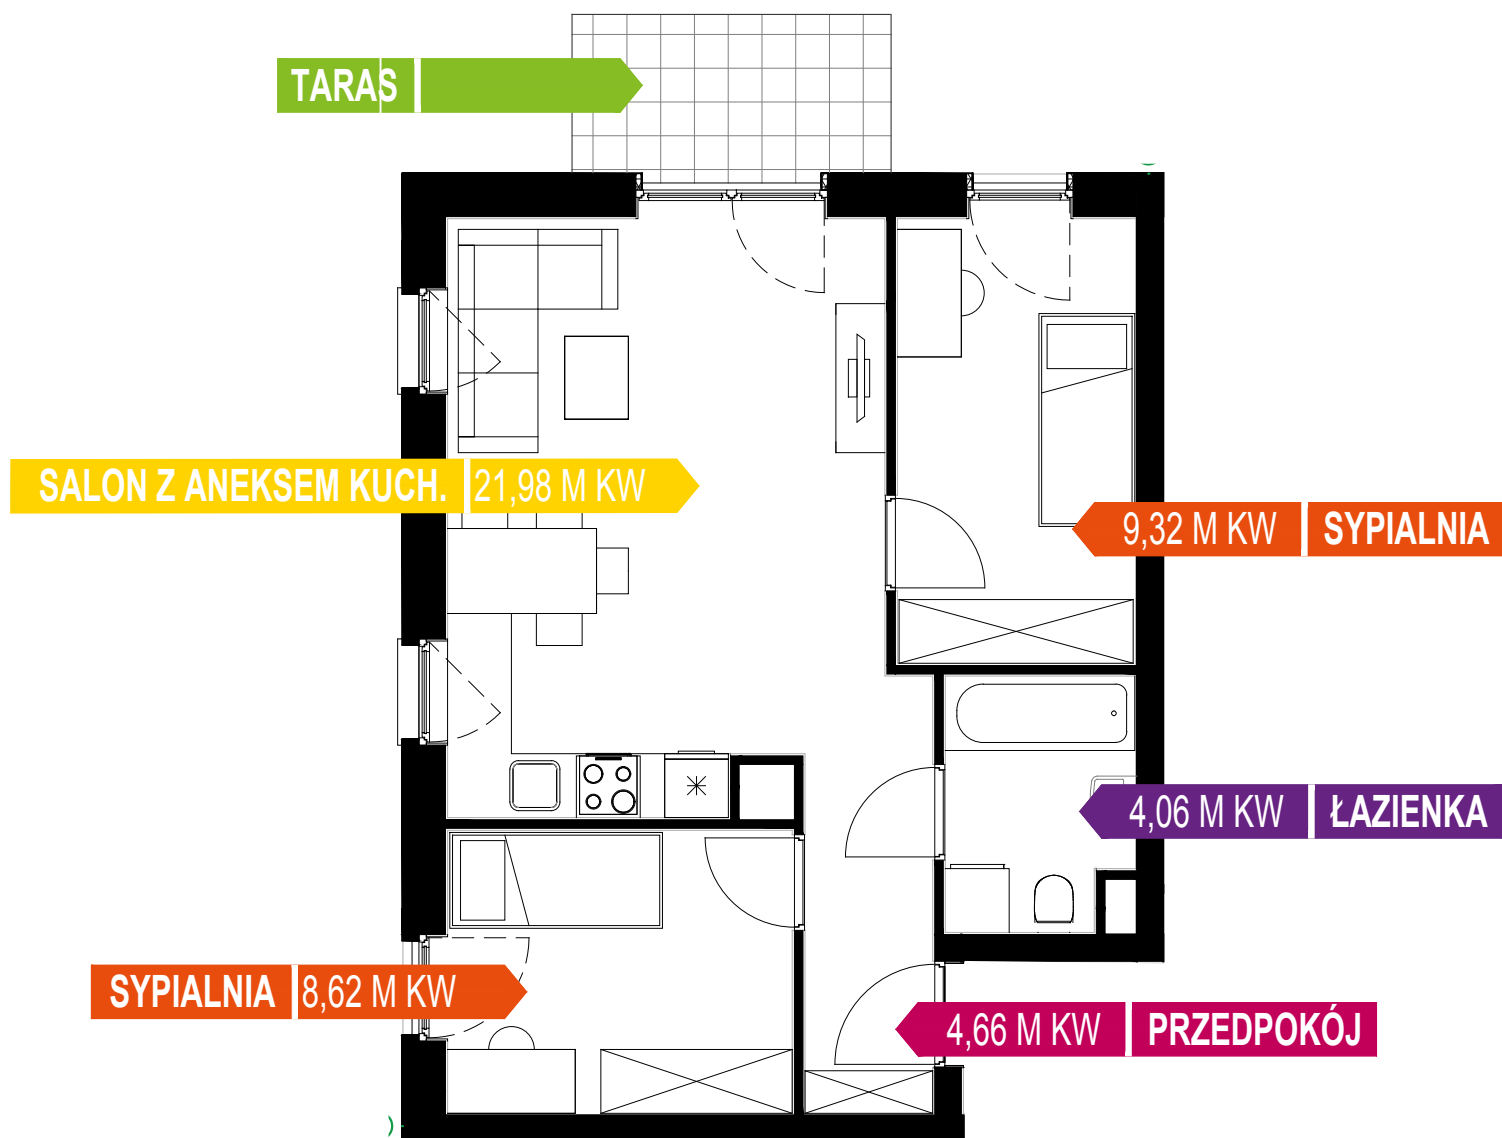 TARAS
SALON Z ANEKSEM KUCH. 21,98 M KW
9,32 M KW SYPIALNIA
4,06 M KW ŁAZIENKA
SYPIALNIA 8,62 M KW
4,66 M KW PRZEDPOKÓJ